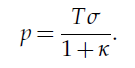 p = Tσ / (1 + κ).